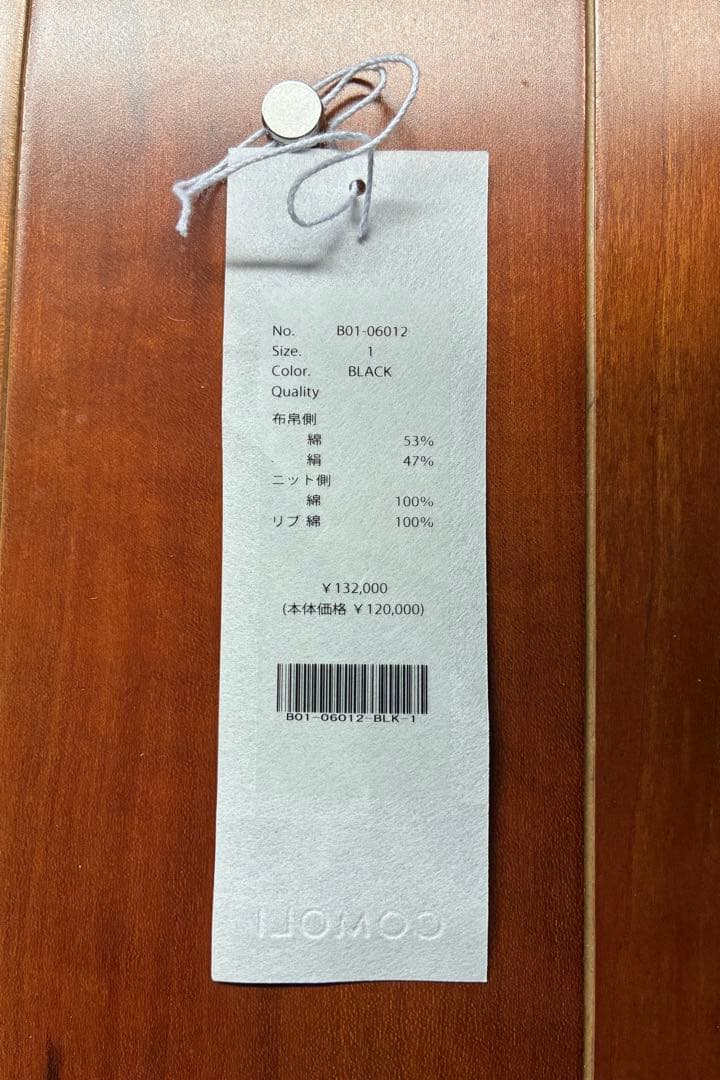 No. B01-06012
Size. 1
Color. BLACK
Quality
布帛側
綿 53%
絹 47%
ニット側
綿 100%
リブ 綿 100%
￥132,000
(本体価格 ￥120,000)
B01-06012-BLK-1
COMOLI